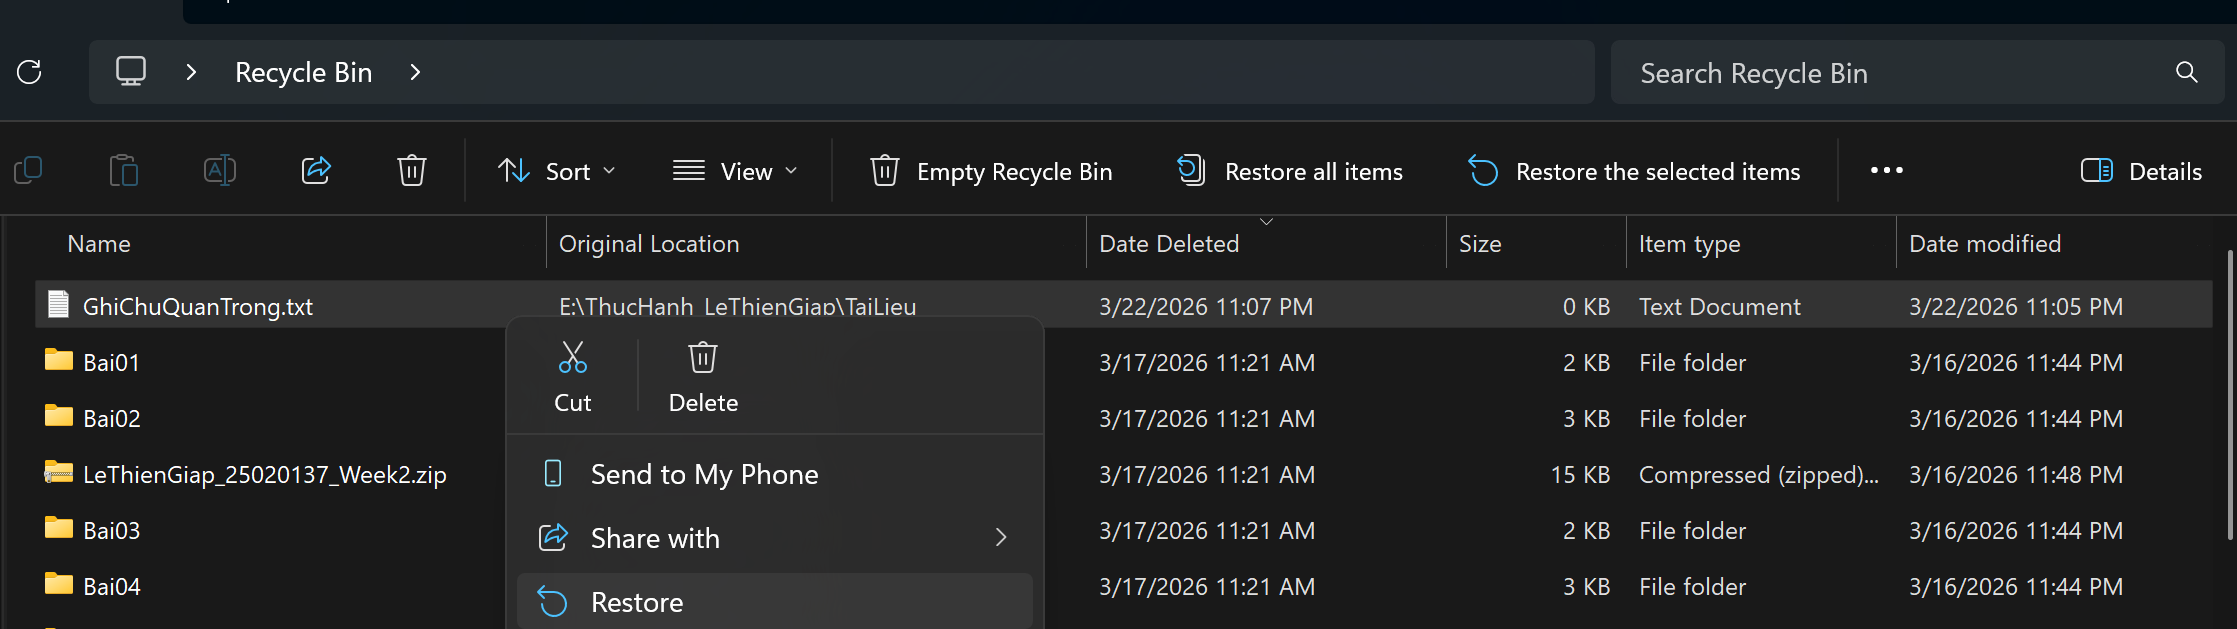 Recycle Bin
Search Recycle Bin
Sort
View
Empty Recycle Bin
Restore all items
Restore the selected items
Details
Name
Original Location
Date Deleted
Size
Item type
Date modified
GhiChuQuanTrong.txt
E:\ThucHanh_LeThienGiap\TaiLieu
3/22/2026 11:07 PM
0 KB
Text Document
3/22/2026 11:05 PM
Bai01
3/17/2026 11:21 AM
2 KB
File folder
3/16/2026 11:44 PM
Bai02
3/17/2026 11:21 AM
3 KB
File folder
3/16/2026 11:44 PM
LeThienGiap_25020137_Week2.zip
3/17/2026 11:21 AM
15 KB
Compressed (zipped)...
3/16/2026 11:48 PM
Bai03
3/17/2026 11:21 AM
2 KB
File folder
3/16/2026 11:44 PM
Bai04
3/17/2026 11:21 AM
3 KB
File folder
3/16/2026 11:44 PM
Cut
Delete
Send to My Phone
Share with
Restore